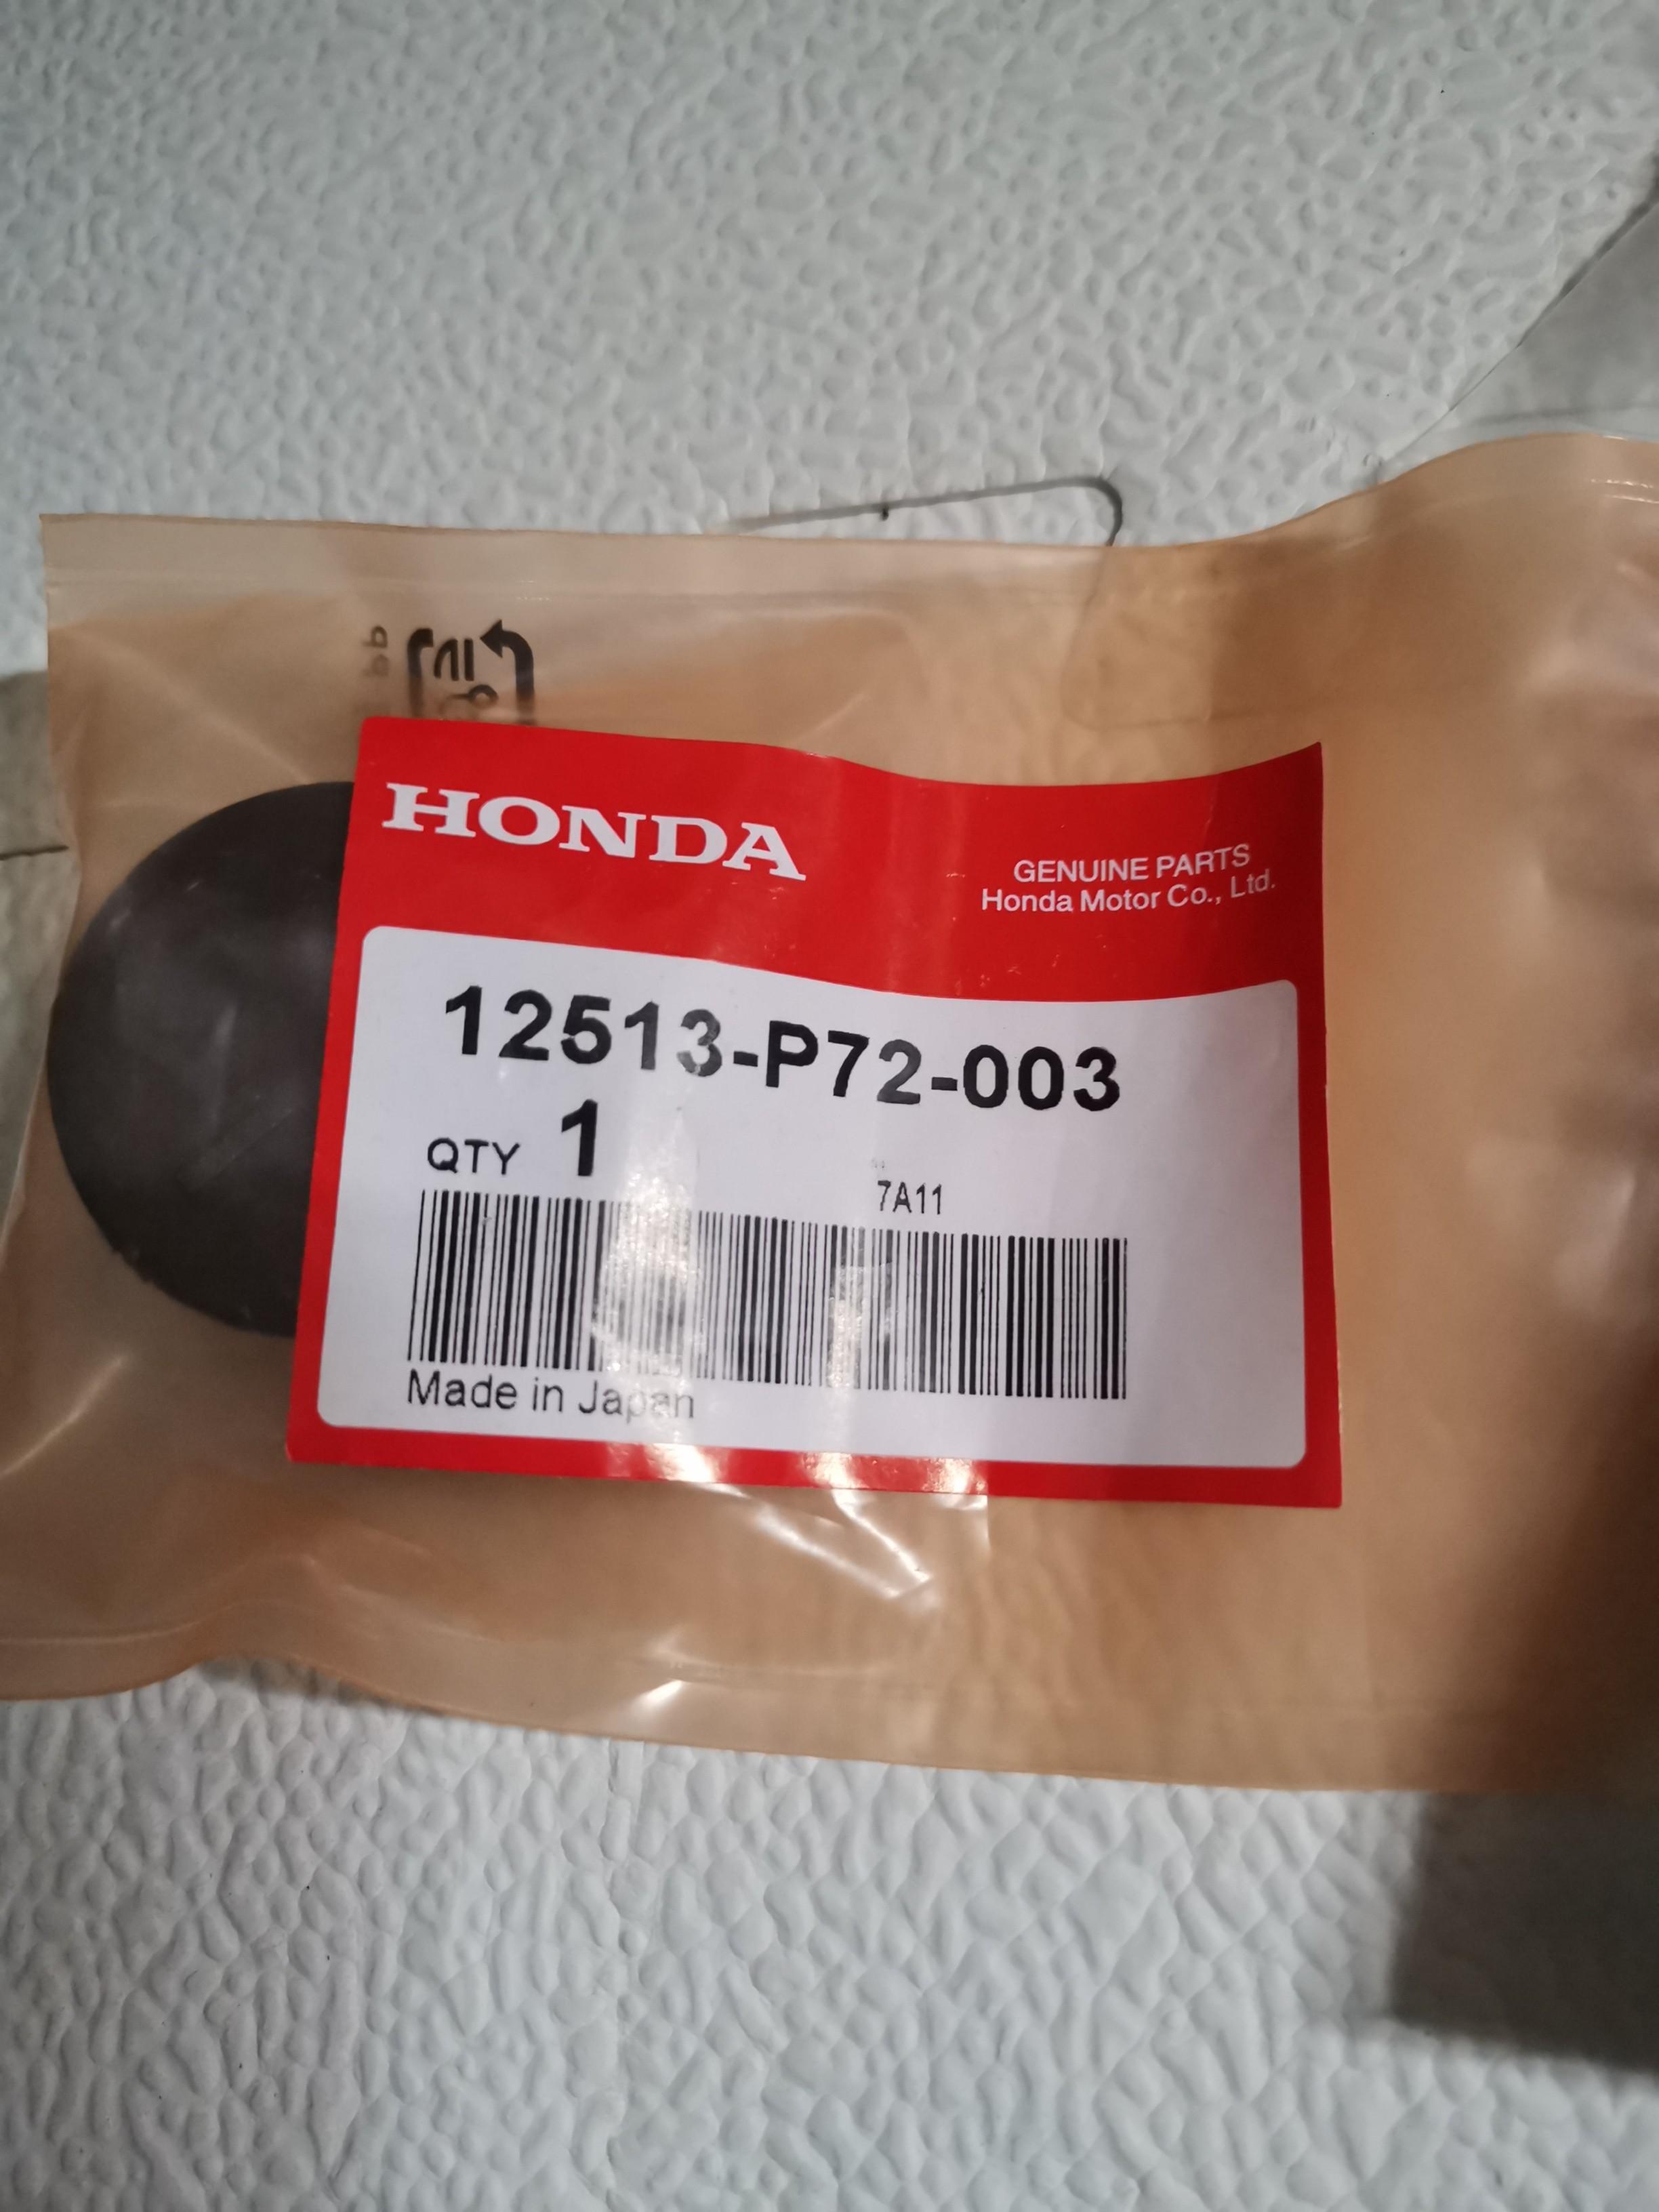 HONDA
GENUINE PARTS
Honda Motor Co., Ltd.
12513-P72-003
QTY 1
7A11
Made in Japan